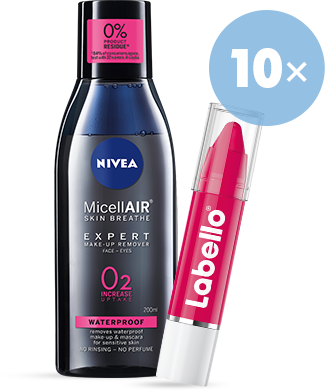 0%
PRODUCT
RESIDUE*
10×
NIVEA
MicellAIR®
SKIN BREATHE
EXPERT
MAKE-UP REMOVER
FACE – EYES
O2
INCREASE
UPTAKE
200ml
WATERPROOF
removes waterproof
make-up & mascara
for sensitive skin
NO RINSING – NO PERFUME
Labello®